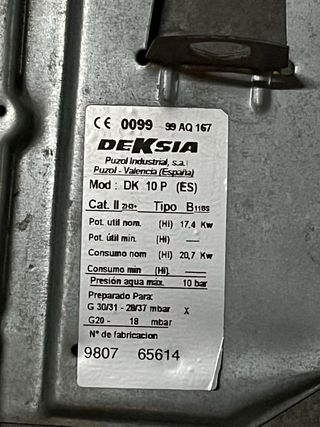 CE 0099 99 AQ 167
DEKSIA
Puzol Industrial, s.a.
Puzol - Valencia (España)
Mod: DK 10 P (ES)
Cat. II 2H3+ Tipo B11BS
Pot. util nom. (Hi) 17,4 Kw
Pot. útil min. (Hi) ——
Consumo nom (Hi) 20,7 Kw
Consumo min (Hi). ——
Presión agua máx. 10 bar
Preparado Para:
G 30/31 - 28/37 mbar X
G20 - 18 mbar
Nº de fabricacion
9807 65614